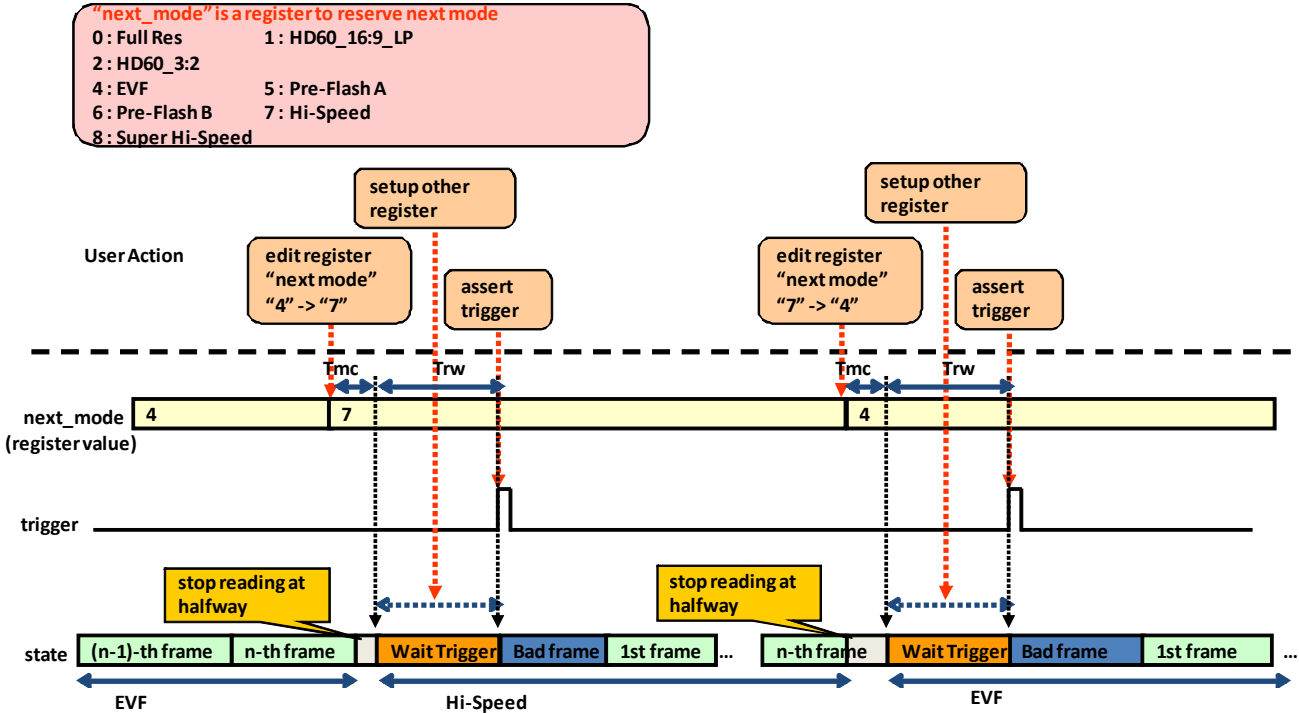 “next_mode” is a register to reserve next mode
0 : Full Res 1 : HD60_16:9_LP
2 : HD60_3:2
4 : EVF 5 : Pre-Flash A
6 : Pre-Flash B 7 : Hi-Speed
8 : Super Hi-Speed
setup other
register
setup other
register
User Action
edit register
“next mode”
“4” -> “7”
assert
trigger
edit register
“next mode”
“7” -> “4”
assert
trigger
Tmc Trw Tmc Trw
next_mode
(register value)
4 7 4
trigger
stop reading at
halfway
stop reading at
halfway
state (n-1)-th frame n-th frame Wait Trigger Bad frame 1st frame ... n-th frame Wait Trigger Bad frame 1st frame ...
EVF Hi-Speed EVF